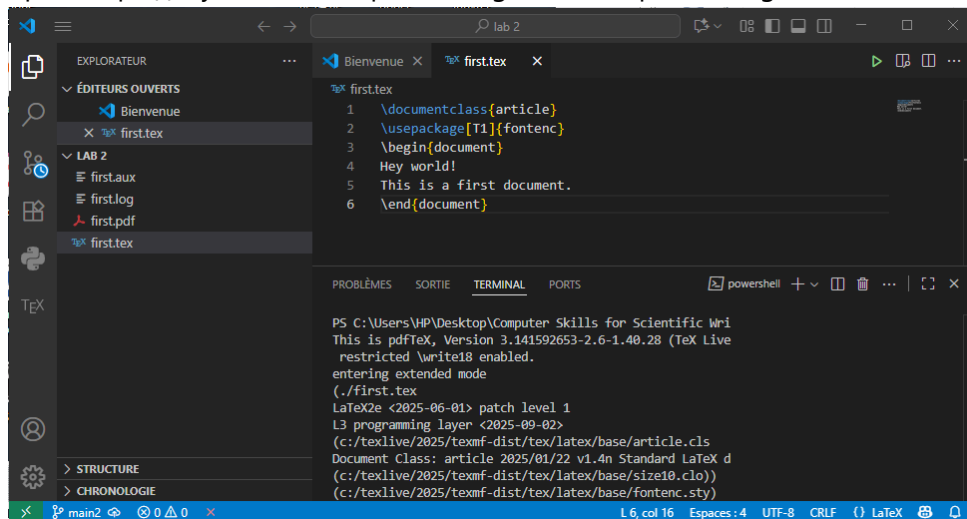 lab 2
EXPLORATEUR
ÉDITEURS OUVERTS
Bienvenue
first.tex
LAB 2
first.aux
first.log
first.pdf
first.tex
STRUCTURE
CHRONOLOGIE
Bienvenue
first.tex
first.tex
1 \documentclass{article}
2 \usepackage[T1]{fontenc}
3 \begin{document}
4 Hey world!
5 This is a first document.
6 \end{document}
PROBLÈMES SORTIE TERMINAL PORTS powershell
PS C:\Users\HP\Desktop\Computer Skills for Scientific Wri
This is pdfTeX, Version 3.141592653-2.6-1.40.28 (TeX Live
restricted \write18 enabled.
entering extended mode
(./first.tex
LaTeX2e <2025-06-01> patch level 1
L3 programming layer <2025-09-02>
(c:/texlive/2025/texmf-dist/tex/latex/base/article.cls
Document Class: article 2025/01/22 v1.4n Standard LaTeX d
(c:/texlive/2025/texmf-dist/tex/latex/base/size10.clo))
(c:/texlive/2025/texmf-dist/tex/latex/base/fontenc.sty)
TEX
main2 0 0 L 6, col 16 Espaces : 4 UTF-8 CRLF {} LaTeX